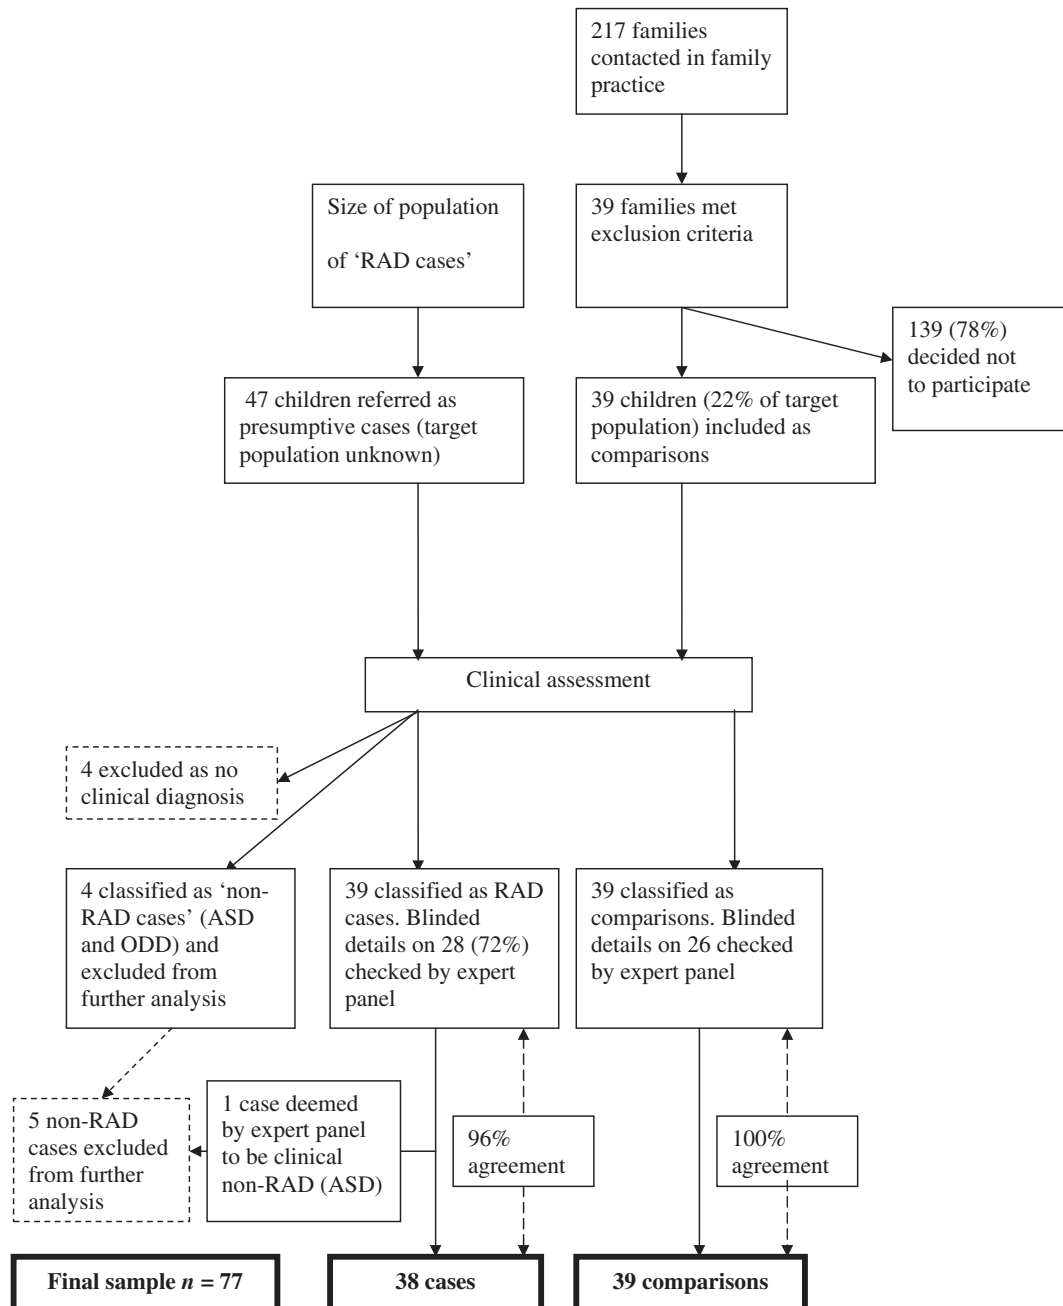 217 families
contacted in family
practice
Size of population
of ‘RAD cases’
39 families met
exclusion criteria
139 (78%)
decided not
to participate
47 children referred as
presumptive cases (target
population unknown)
39 children (22% of target
population) included as
comparisons
Clinical assessment
4 excluded as no
clinical diagnosis
4 classified as ‘non-
RAD cases’ (ASD
and ODD) and
excluded from
further analysis
39 classified as RAD
cases. Blinded
details on 28 (72%)
checked by expert
panel
39 classified as
comparisons. Blinded
details on 26 checked
by expert panel
5 non-RAD
cases excluded
from further
analysis
1 case deemed
by expert panel
to be clinical
non-RAD (ASD)
96%
agreement
100%
agreement
Final sample n = 77
38 cases
39 comparisons